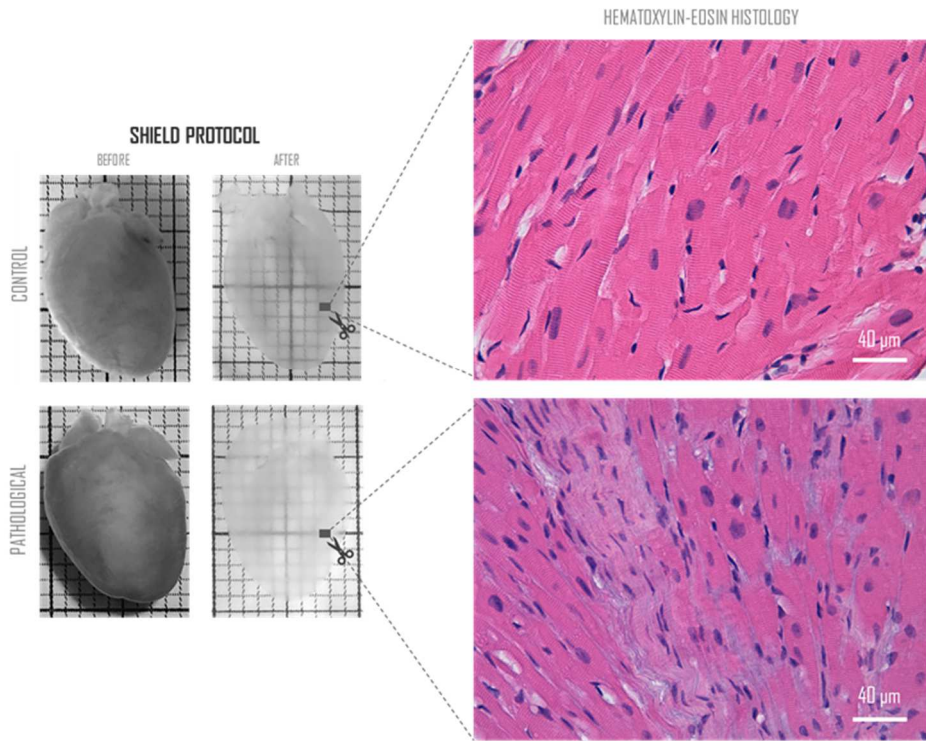 HEMATOXYLIN-EOSIN HISTOLOGY
SHIELD PROTOCOL
BEFORE
AFTER
CONTROL
40 µm
PATHOLOGICAL
40 µm